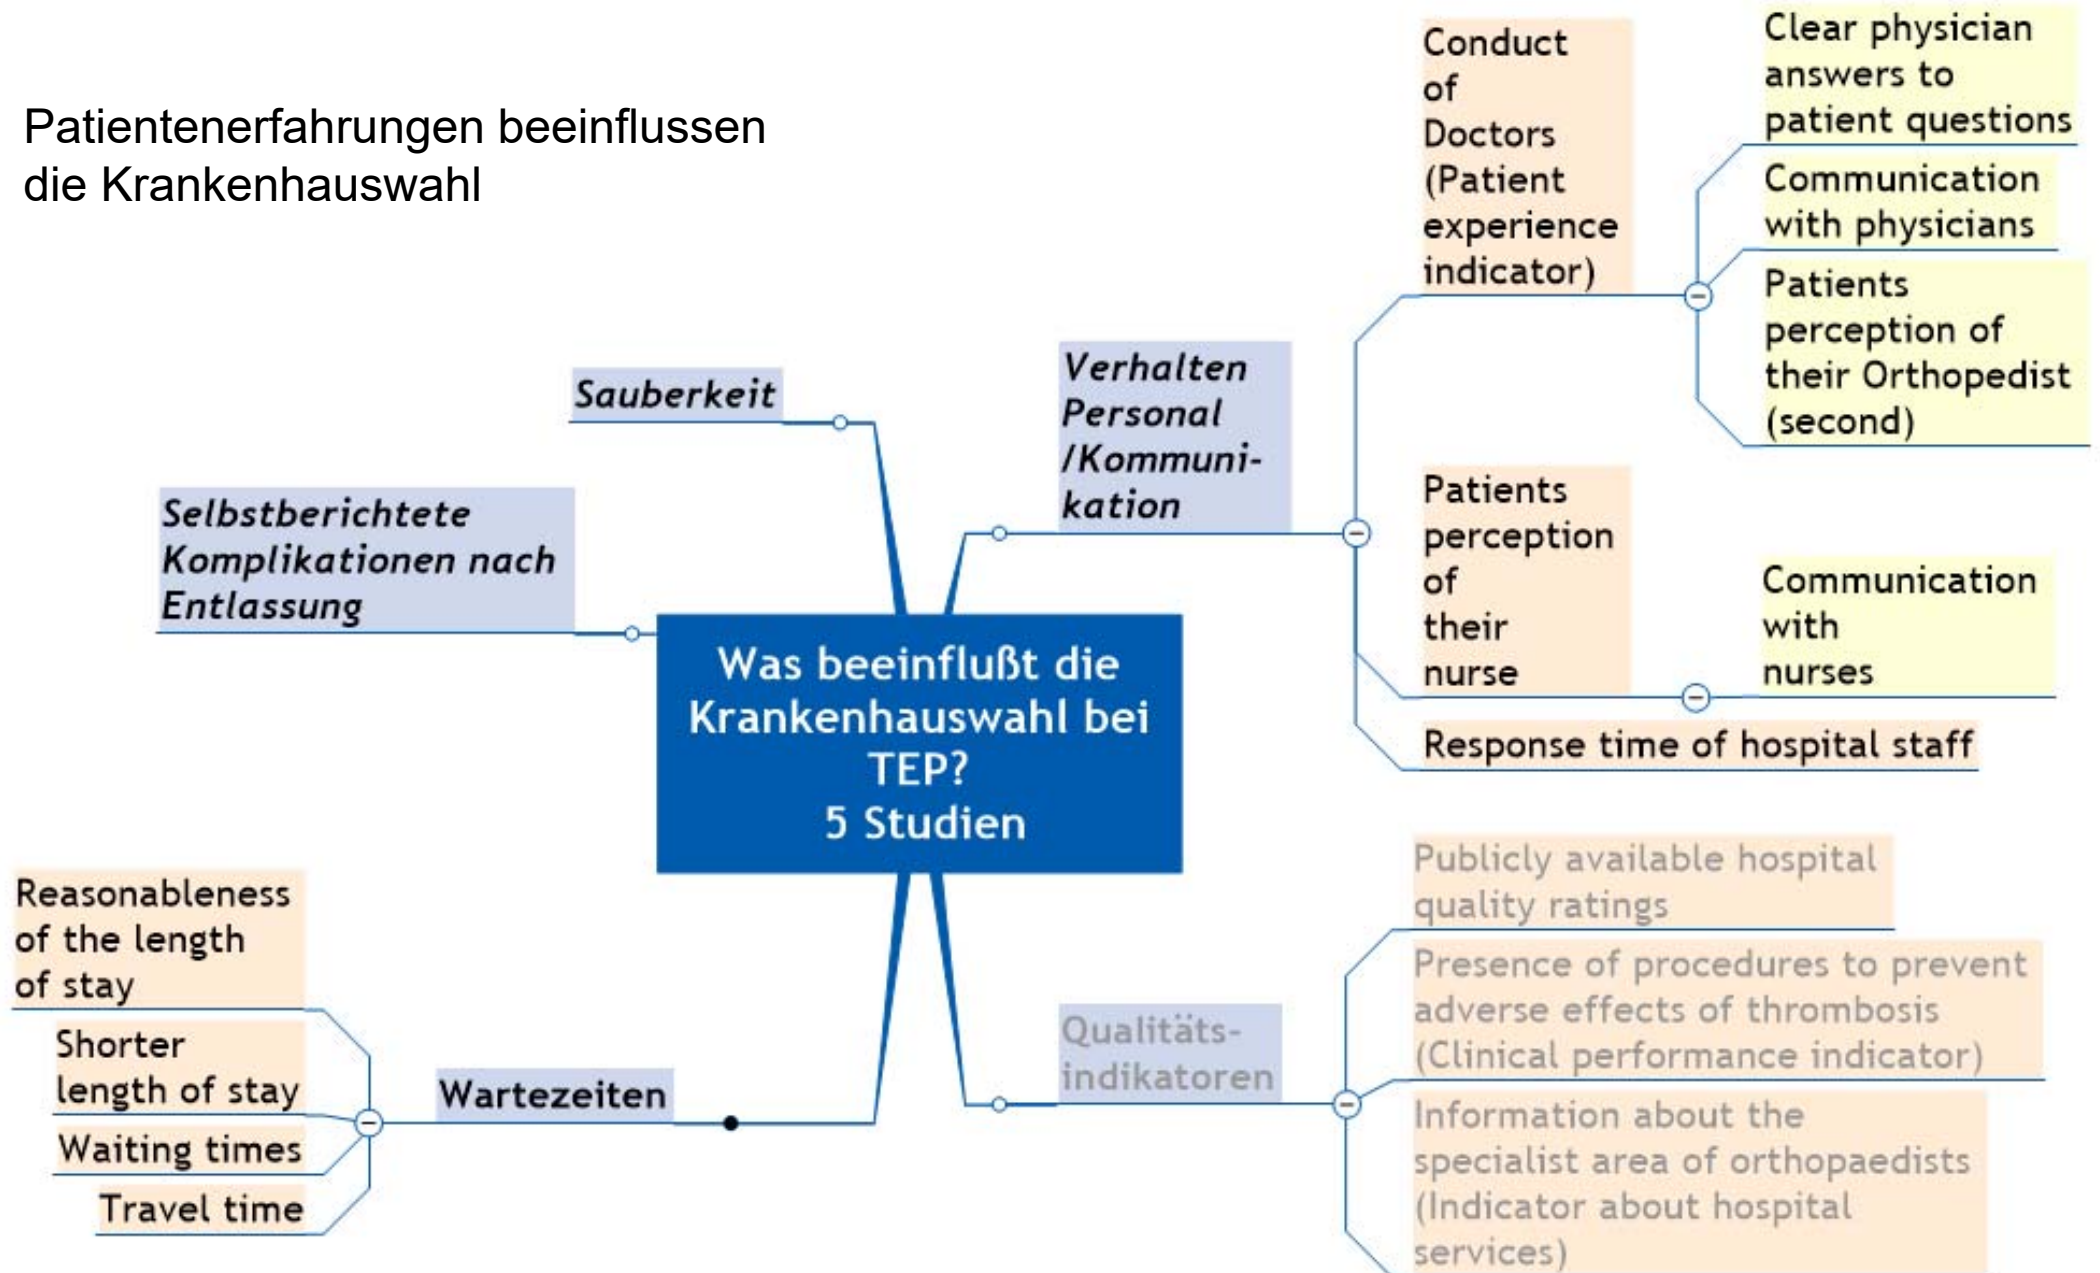 Patientenerfahrungen beeinflussen
die Krankenhauswahl
Was beeinflußt die
Krankenhauswahl bei
TEP?
5 Studien
Sauberkeit
Selbstberichtete
Komplikationen nach
Entlassung
Verhalten
Personal
/Kommuni-
kation
Conduct
of
Doctors
(Patient
experience
indicator)
Clear physician
answers to
patient questions
Communication
with physicians
Patients
perception of
their Orthopedist
(second)
Patients
perception
of
their
nurse
Communication
with
nurses
Response time of hospital staff
Wartezeiten
Reasonableness
of the length
of stay
Shorter
length of stay
Waiting times
Travel time
Qualitäts-
indikatoren
Publicly available hospital
quality ratings
Presence of procedures to prevent
adverse effects of thrombosis
(Clinical performance indicator)
Information about the
specialist area of orthopaedists
(Indicator about hospital
services)